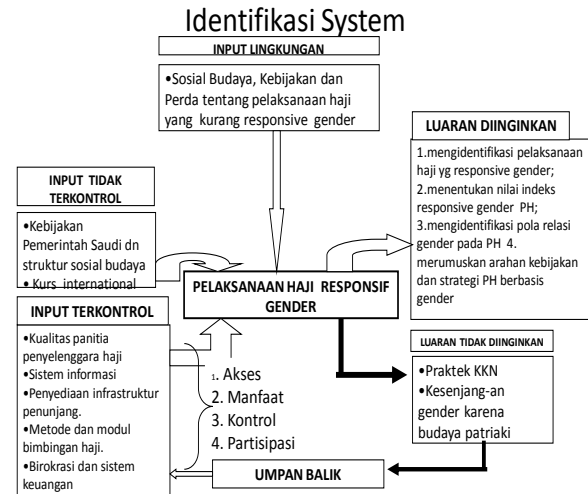 Identifikasi System
INPUT LINGKUNGAN
•Sosial Budaya, Kebijakan dan
Perda tentang pelaksanaan haji
yang kurang responsive gender
LUARAN DIINGINKAN
1.mengidentifikasi pelaksanaan
haji yg responsive gender;
2.menentukan nilai indeks
responsive gender PH;
3.mengidentifikasi pola relasi
gender pada PH 4.
merumuskan arahan kebijakan
dan strategi PH berbasis
gender
INPUT TIDAK
TERKONTROL
•Kebijakan
Pemerintah Saudi dn
struktur sosial budaya
• Kurs international
PELAKSANAAN HAJI RESPONSIF
GENDER
INPUT TERKONTROL
•Kualitas panitia
penyelenggara haji
•Sistem informasi
•Penyediaan infrastruktur
penunjang.
•Metode dan modul
bimbingan haji.
•Birokrasi dan sistem
keuangan
1. Akses
2. Manfaat
3. Kontrol
4. Partisipasi
LUARAN TIDAK DIINGINKAN
•Praktek KKN
•Kesenjang-an
gender karena
budaya patriaki
UMPAN BALIK